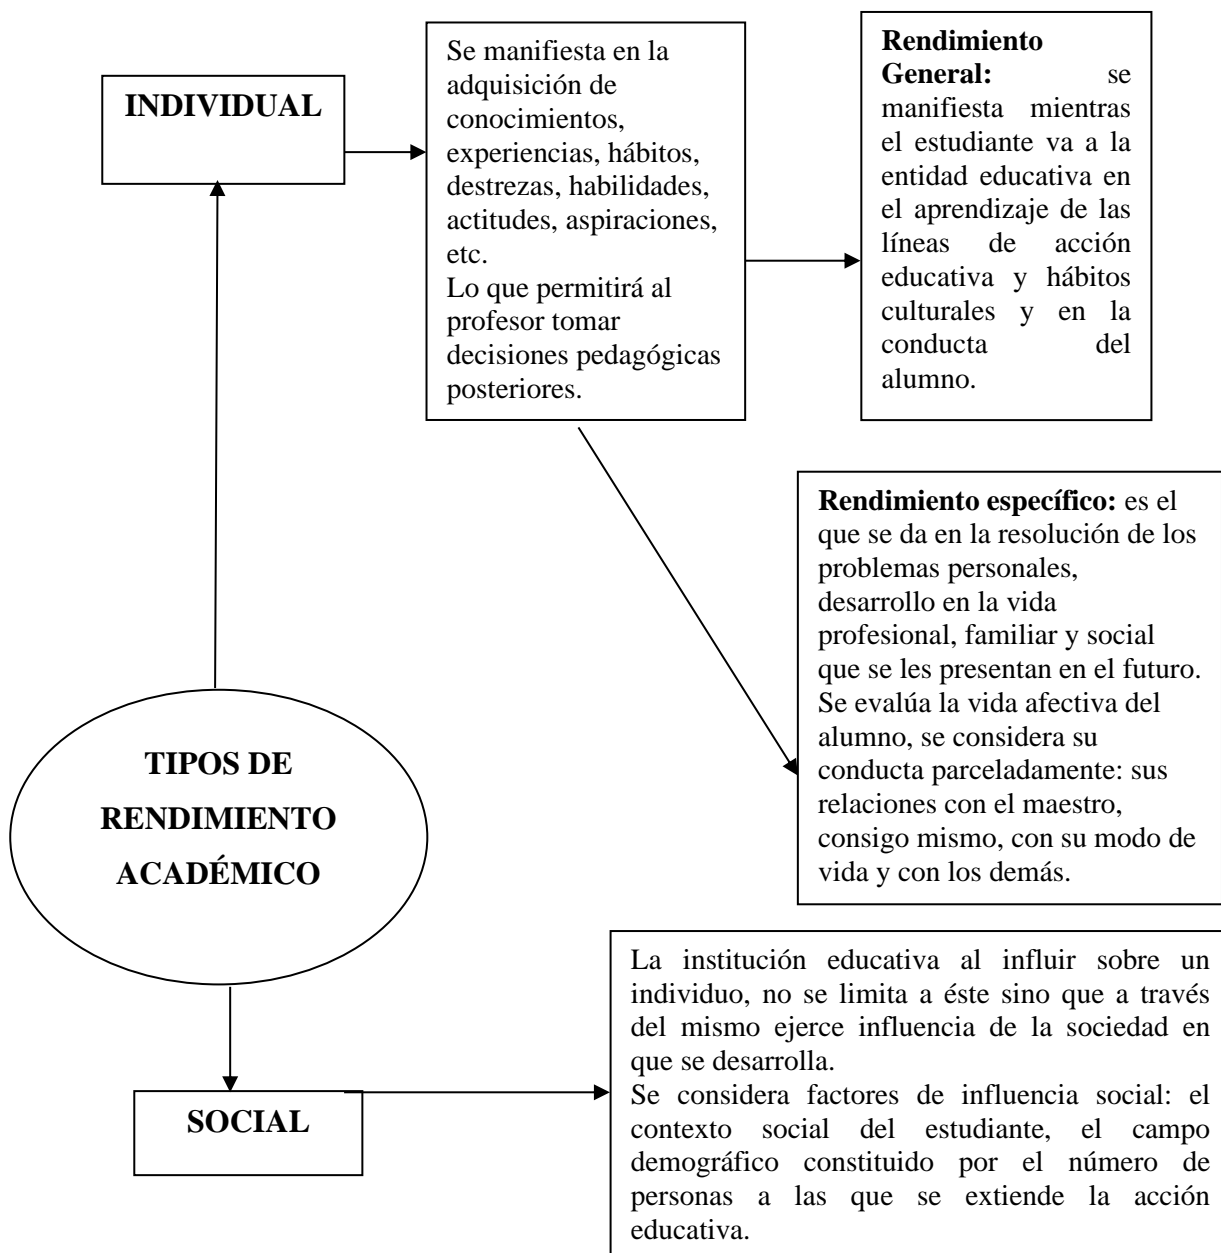 INDIVIDUAL
Se manifiesta en la
adquisición de
conocimientos,
experiencias, hábitos,
destrezas, habilidades,
actitudes, aspiraciones,
etc.
Lo que permitirá al
profesor tomar
decisiones pedagógicas
posteriores.
Rendimiento
General: se
manifiesta mientras
el estudiante va a la
entidad educativa en
el aprendizaje de las
líneas de acción
educativa y hábitos
culturales y en la
conducta del
alumno.
Rendimiento específico: es el
que se da en la resolución de los
problemas personales,
desarrollo en la vida
profesional, familiar y social
que se les presentan en el futuro.
Se evalúa la vida afectiva del
alumno, se considera su
conducta parceladamente: sus
relaciones con el maestro,
consigo mismo, con su modo de
vida y con los demás.
TIPOS DE
RENDIMIENTO
ACADÉMICO
SOCIAL
La institución educativa al influir sobre un
individuo, no se limita a éste sino que a través
del mismo ejerce influencia de la sociedad en
que se desarrolla.
Se considera factores de influencia social: el
contexto social del estudiante, el campo
demográfico constituido por el número de
personas a las que se extiende la acción
educativa.